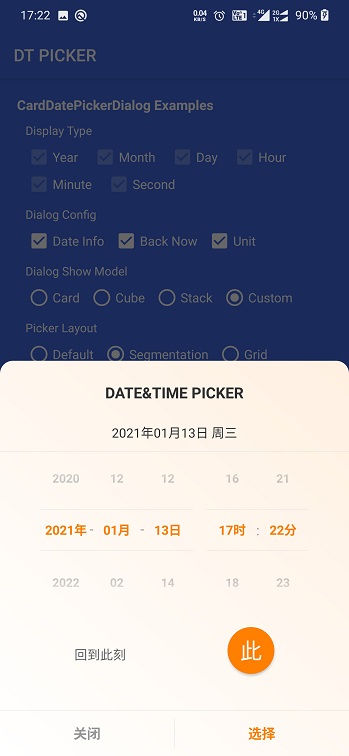 17:22 0.04 KB/S 4G 2G 1X 90%
DT PICKER
CardDatePickerDialog Examples
Display Type
Year Month Day Hour
Minute Second
Dialog Config
Date Info Back Now Unit
Dialog Show Model
Card Cube Stack Custom
Picker Layout
Default Segmentation Grid
DATE&TIME PICKER
2021年01月13日 周三
2020 12 12 16 21
2021年 - 01月 - 13日 17时 : 22分
2022 02 14 18 23
回到此刻 此
关闭 选择